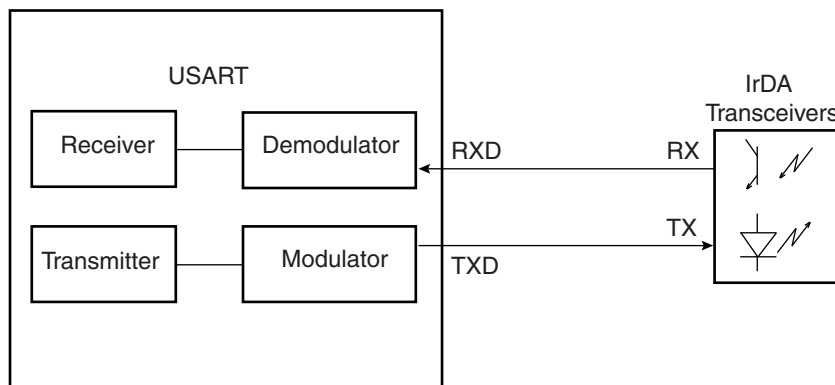 USART
IrDA
Transceivers
Receiver
Demodulator
RXD
RX
TX
Transmitter
Modulator
TXD